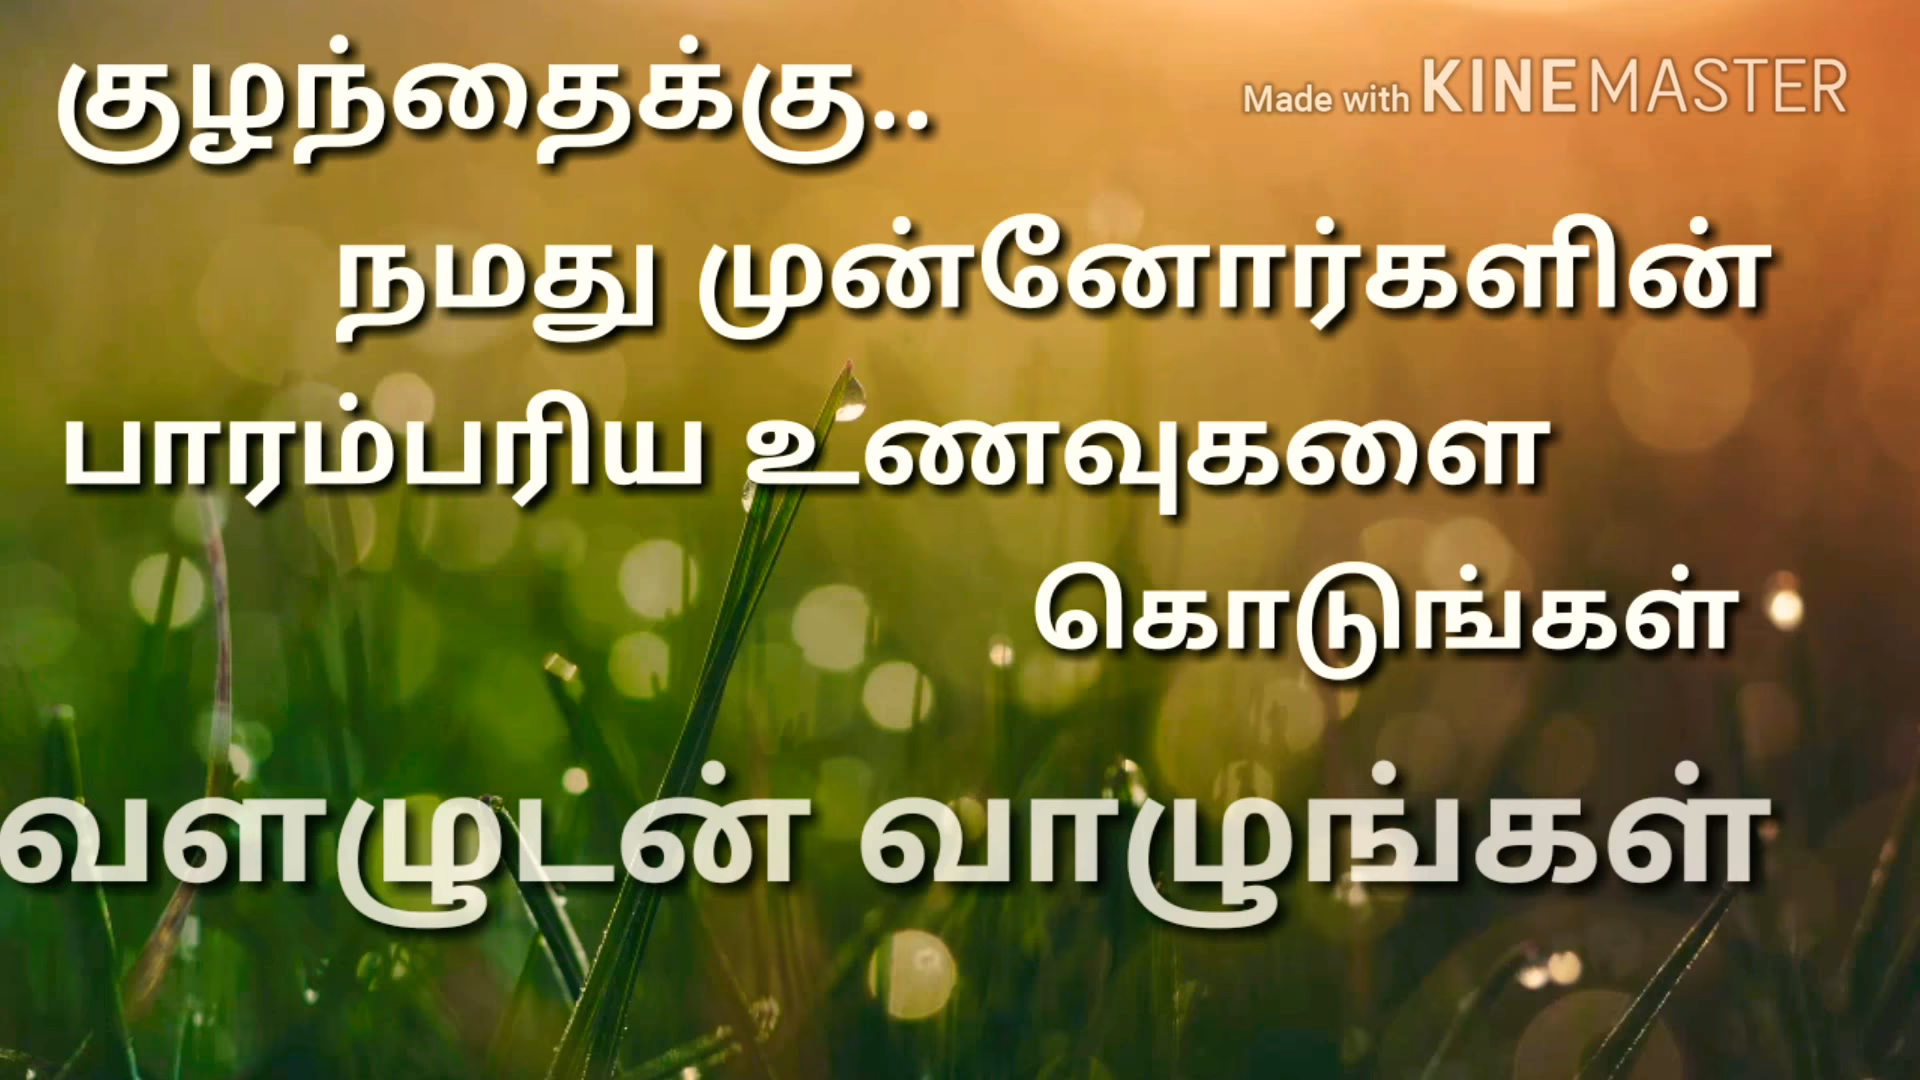 குழந்தைக்கு..
Made with KINEMASTER
நமது முன்னோர்களின்
பாரம்பரிய உணவுகளை
கொடுங்கள்
வளமுடன் வாழுங்கள்